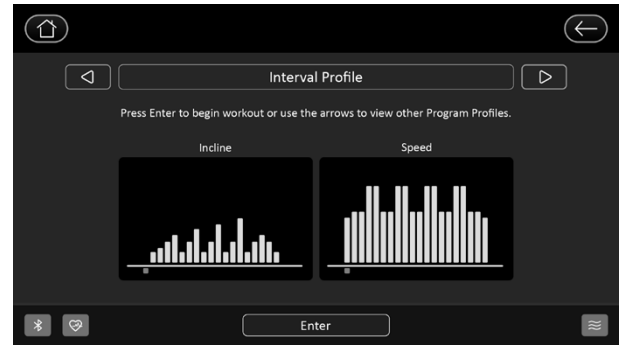 Interval Profile
Press Enter to begin workout or use the arrows to view other Program Profiles.
Incline
Speed
Enter